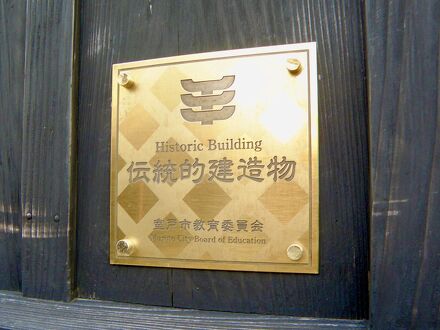 Historic Building
伝統的建造物
室戸市教育委員会
City Board of Education